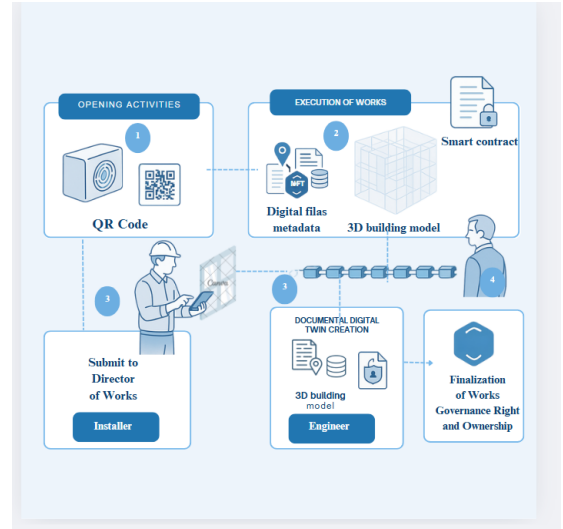 OPENING ACTIVITIES
1
QR Code
EXECUTION OF WORKS
2
Smart contract
NFT
Digital filas
metadata
3D building model
3
Canva
Submit to
Director
of Works
Installer
3
DOCUMENTAL DIGITAL
TWIN CREATION
3D building
model
Engineer
4
Finalization
of Works
Governance Right
and Ownership